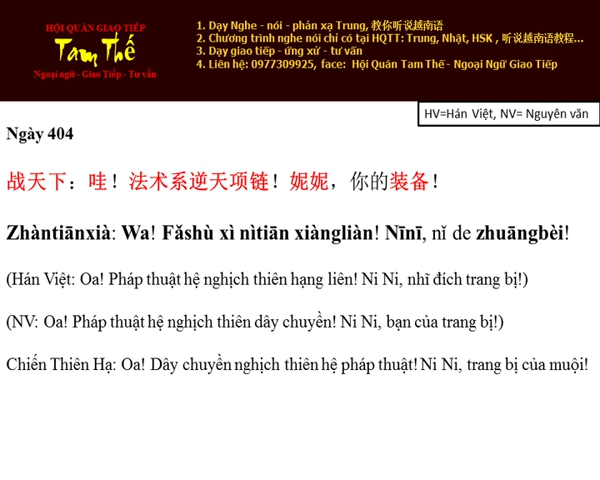 HỘI QUÁN GIAO TIẾP
Tam Thế
Ngoại ngữ - Giao Tiếp - Tư vấn
1. Dạy Nghe - nói - phản xạ Trung, 教你听说越南语
2. Chương trình nghe nói chỉ có tại HQTT: Trung, Nhật, HSK , 听说越南语教程...
3. Dạy giao tiếp - ứng xử - tư vấn
4. Liên hệ: 0977309925, face: Hội Quán Tam Thế - Ngoại Ngữ Giao Tiếp
HV=Hán Việt, NV= Nguyên văn
Ngày 404
战天下：哇！法术系逆天项链！妮妮，你的装备！
Zhàntiānxià: Wa! Fǎshù xì nìtiān xiàngliàn! Nīnī, nǐ de zhuāngbèi!
(Hán Việt: Oa! Pháp thuật hệ nghịch thiên hạng liên! Ni Ni, nhĩ đích trang bị!)
(NV: Oa! Pháp thuật hệ nghịch thiên dây chuyền! Ni Ni, bạn của trang bị!)
Chiến Thiên Hạ: Oa! Dây chuyền nghịch thiên hệ pháp thuật! Ni Ni, trang bị của muội!